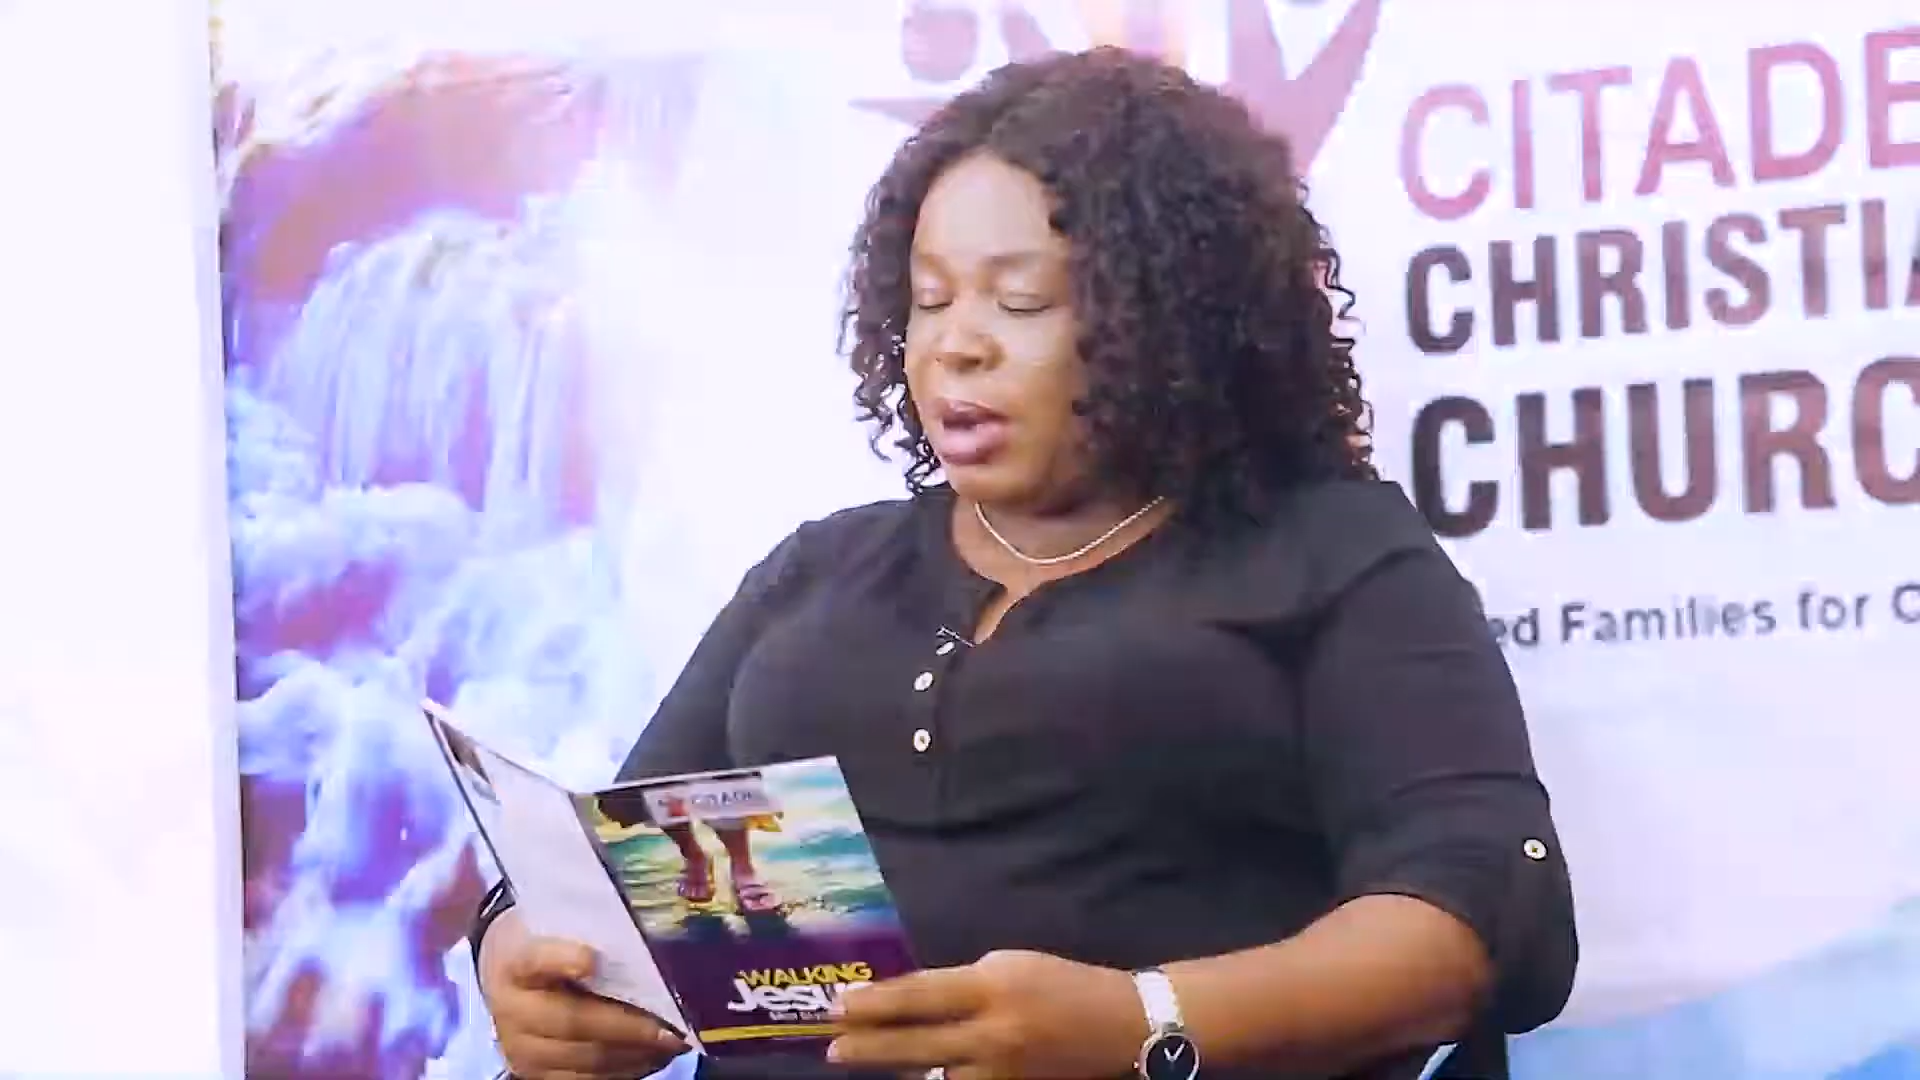 CITADE
CHRISTIA
CHURC
ed Families for C
CITADEL
WALKING
Jesus